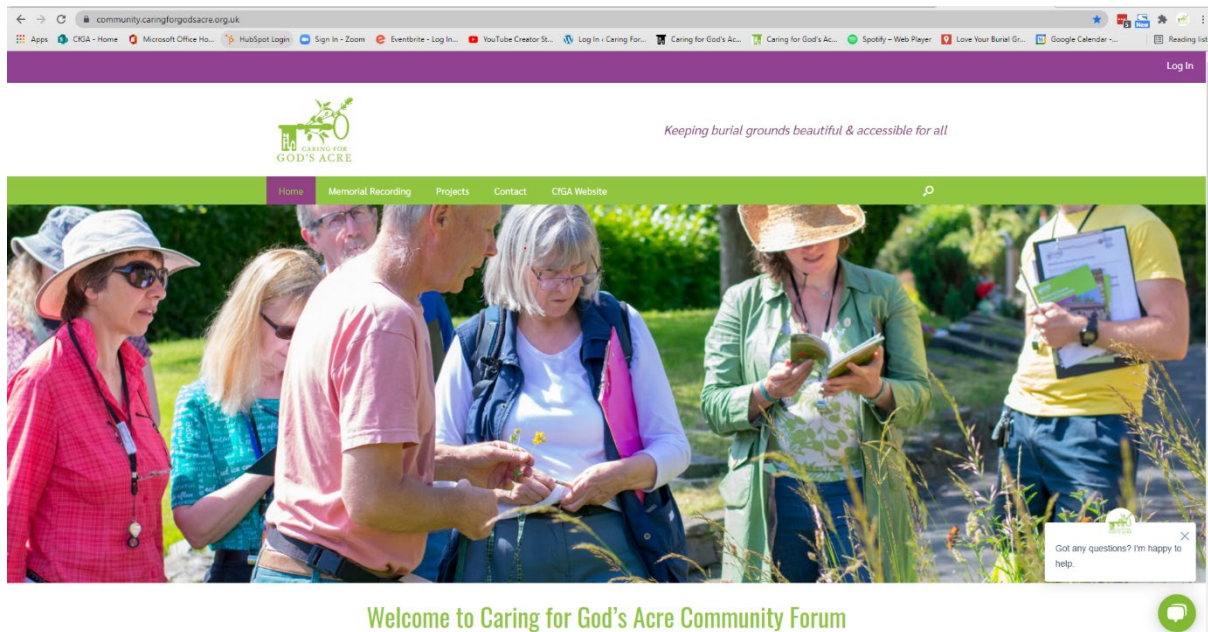 community.caringforgodsacre.org.uk
Apps CfGA - Home Microsoft Office Ho... HubSpot Login Sign In - Zoom Eventbrite - Log In... YouTube Creator St... Log In ‹ Caring For... Caring for God's Ac... Caring for God's Ac... Spotify – Web Player Love Your Burial Gr... Google Calendar -... Reading list
Log In
CARING FOR
GOD'S ACRE
Keeping burial grounds beautiful & accessible for all
Home Memorial Recording Projects Contact CfGA Website
Got any questions? I'm happy to
help.
Welcome to Caring for God's Acre Community Forum